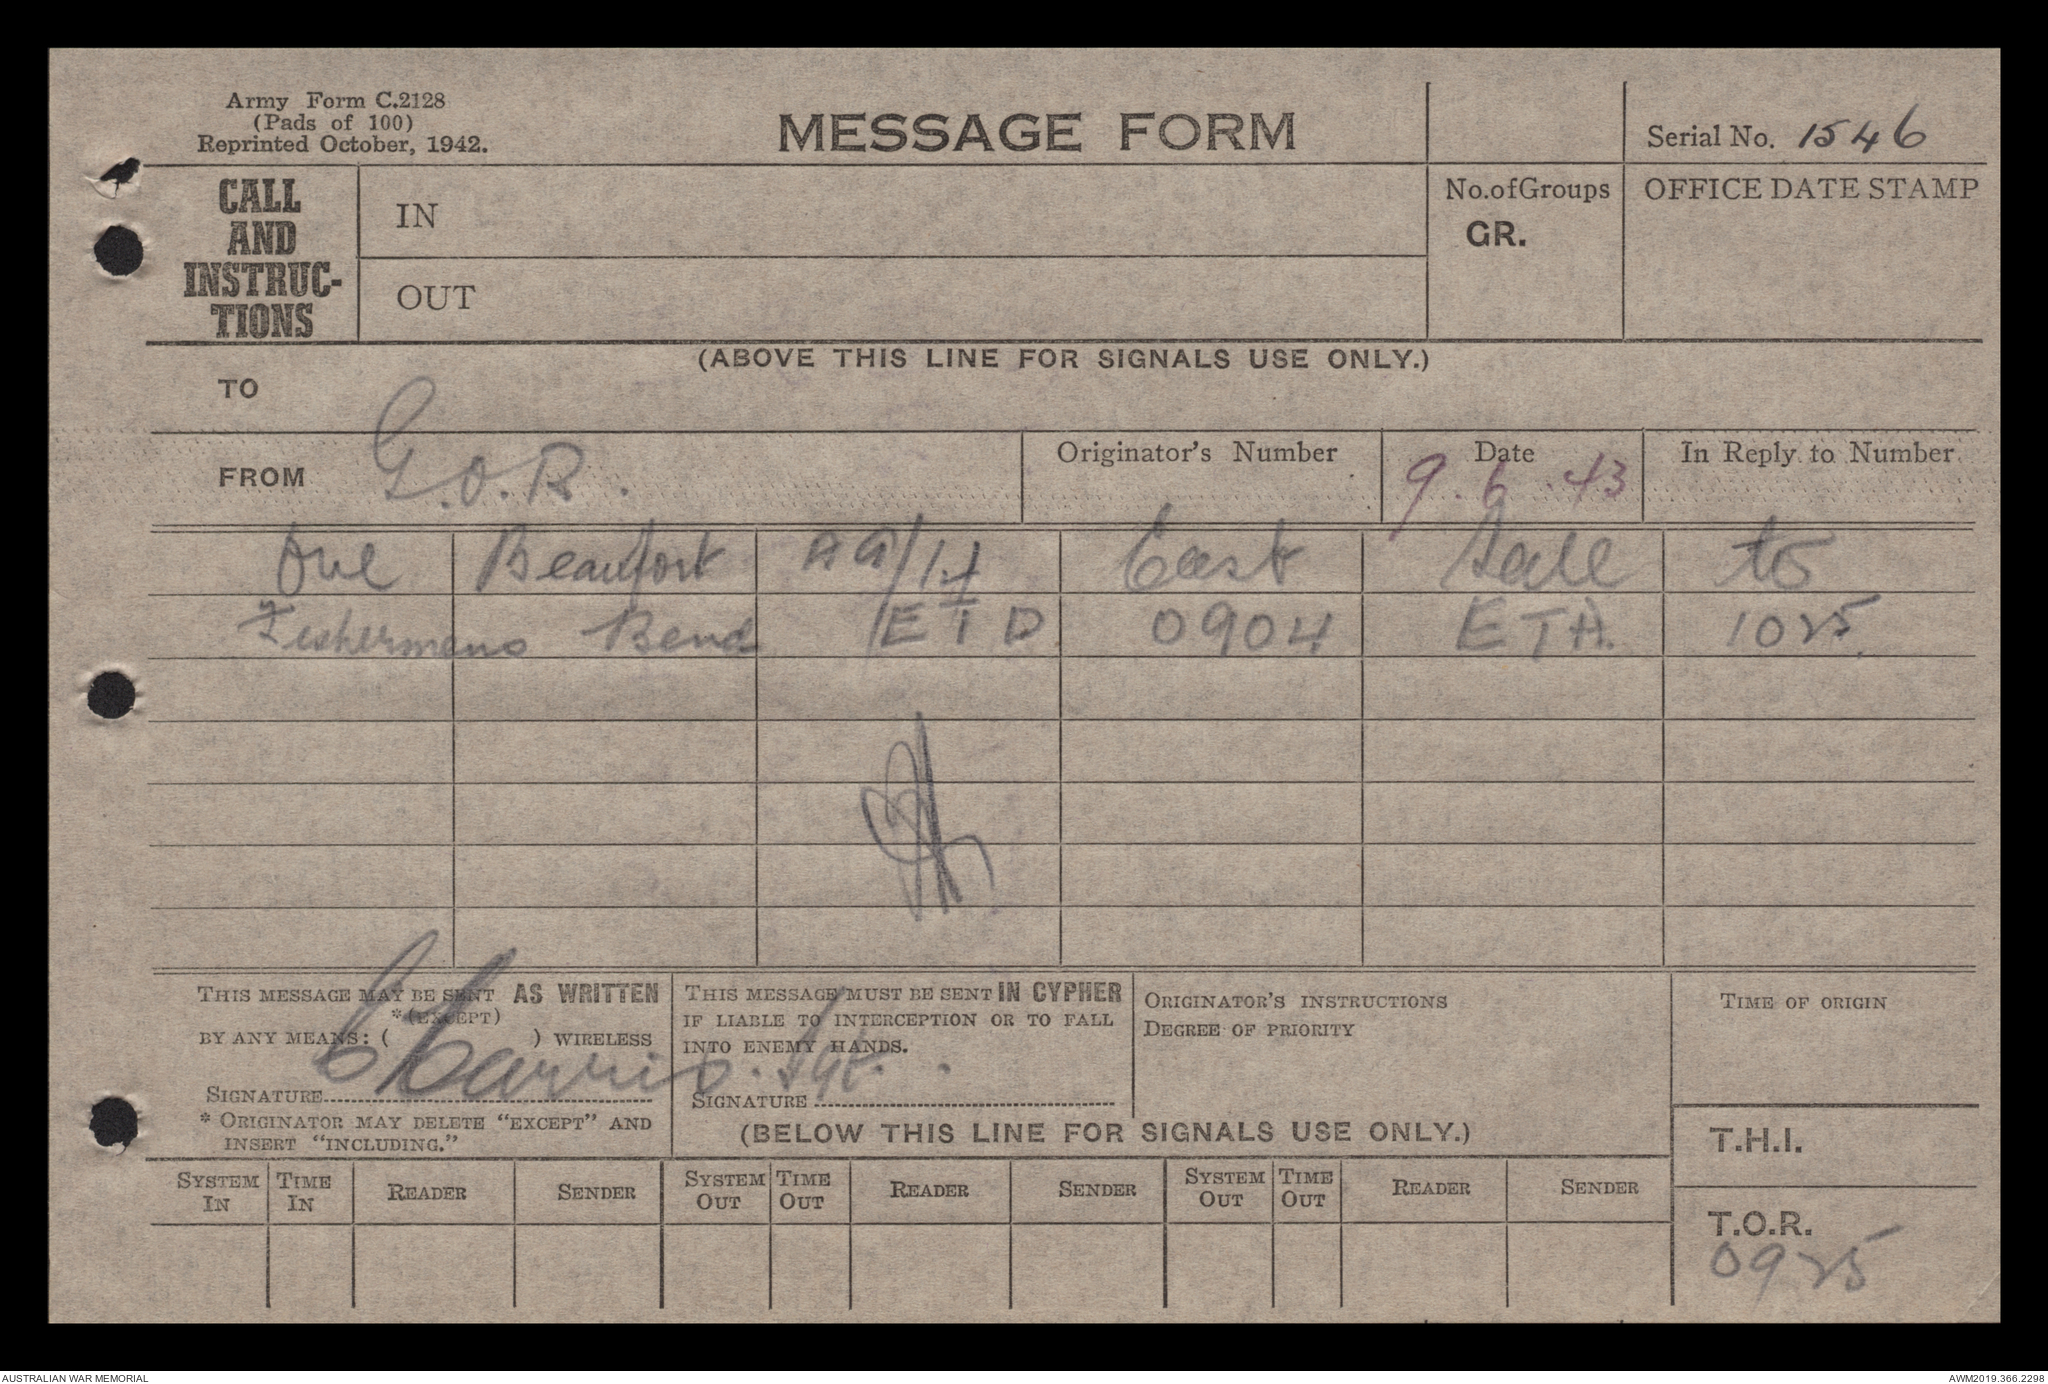 Army Form C.2128
(Pads of 100)
Reprinted October, 1942.
MESSAGE FORM
Serial No. 1546
CALL
AND
INSTRUC-
TIONS
IN
OUT
No. of Groups
GR.
OFFICE DATE STAMP
(ABOVE THIS LINE FOR SIGNALS USE ONLY.)
TO
FROM G.O.R.
Originator's Number
Date
9.6.43
In Reply to Number
One Beaufort A9/14 East Sale to
Fishermens Bend ETD 0904 ETA. 1025.
THIS MESSAGE MAY BE SENT AS WRITTEN
*(EXCEPT)
BY ANY MEANS: ( ) WIRELESS
SIGNATURE
* ORIGINATOR MAY DELETE "EXCEPT" AND
INSERT "INCLUDING."
THIS MESSAGE MUST BE SENT IN CYPHER
IF LIABLE TO INTERCEPTION OR TO FALL
INTO ENEMY HANDS.
Sgt.
SIGNATURE
ORIGINATOR'S INSTRUCTIONS
DEGREE OF PRIORITY
TIME OF ORIGIN
(BELOW THIS LINE FOR SIGNALS USE ONLY.)
T.H.I.
SYSTEM IN TIME IN READER SENDER SYSTEM OUT TIME OUT READER SENDER SYSTEM OUT TIME OUT READER SENDER
T.O.R.
0925
AUSTRALIAN WAR MEMORIAL
AWM2019.366.2298